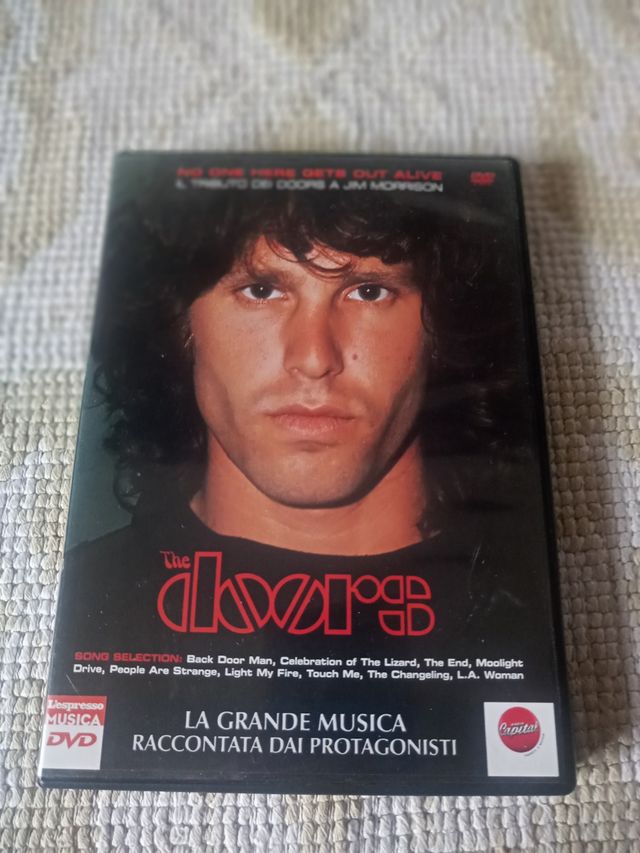 NO ONE HERE GETS OUT ALIVE
IL TRIBUTO DEI DOORS A JIM MORRISON
DVD
The
doors
SONG SELECTION: Back Door Man, Celebration of The Lizard, The End, Moolight
Drive, People Are Strange, Light My Fire, Touch Me, The Changeling, L.A. Woman
L'espresso
MUSICA
DVD
LA GRANDE MUSICA
RACCONTATA DAI PROTAGONISTI
Capital